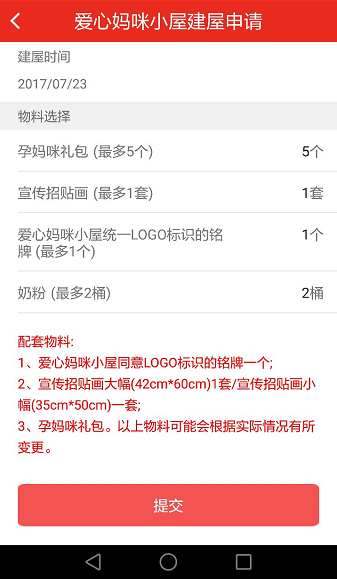 爱心妈咪小屋建屋申请
建屋时间
2017/07/23
物料选择
孕妈咪礼包 (最多5个) 5个
宣传招贴画 (最多1套) 1套
爱心妈咪小屋统一LOGO标识的铭 1个
牌 (最多1个)
奶粉 (最多2桶) 2桶
配套物料:
1、爱心妈咪小屋同意LOGO标识的铭牌一个;
2、宣传招贴画大幅(42cm*60cm)1套/宣传招贴画小
幅(35cm*50cm)一套;
3、孕妈咪礼包。以上物料可能会根据实际情况有所
变更。
提交